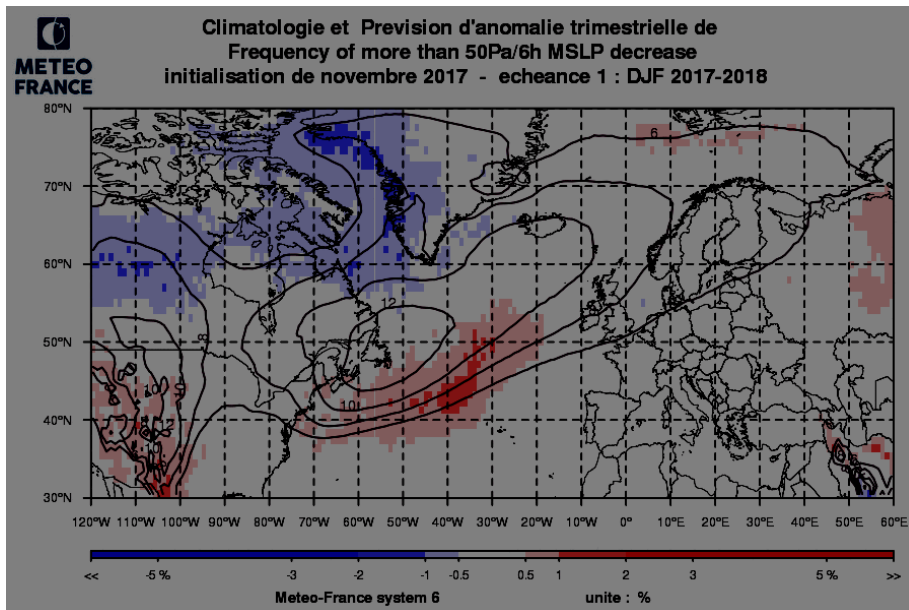 METEO
FRANCE
Climatologie et Prevision d'anomalie trimestrielle de
Frequency of more than 50Pa/6h MSLP decrease
initialisation de novembre 2017 - echeance 1 : DJF 2017-2018
80°N
70°N
60°N
50°N
40°N
30°N
6
12
8
10
10
120°W 110°W 100°W 90°W 80°W 70°W 60°W 50°W 40°W 30°W 20°W 10°W 0° 10°E 20°E 30°E 40°E 50°E 60°E
<< -5 % -3 -2 -1 -0.5 0.5 1 2 3 5 % >>
Meteo-France system 6 unite : %